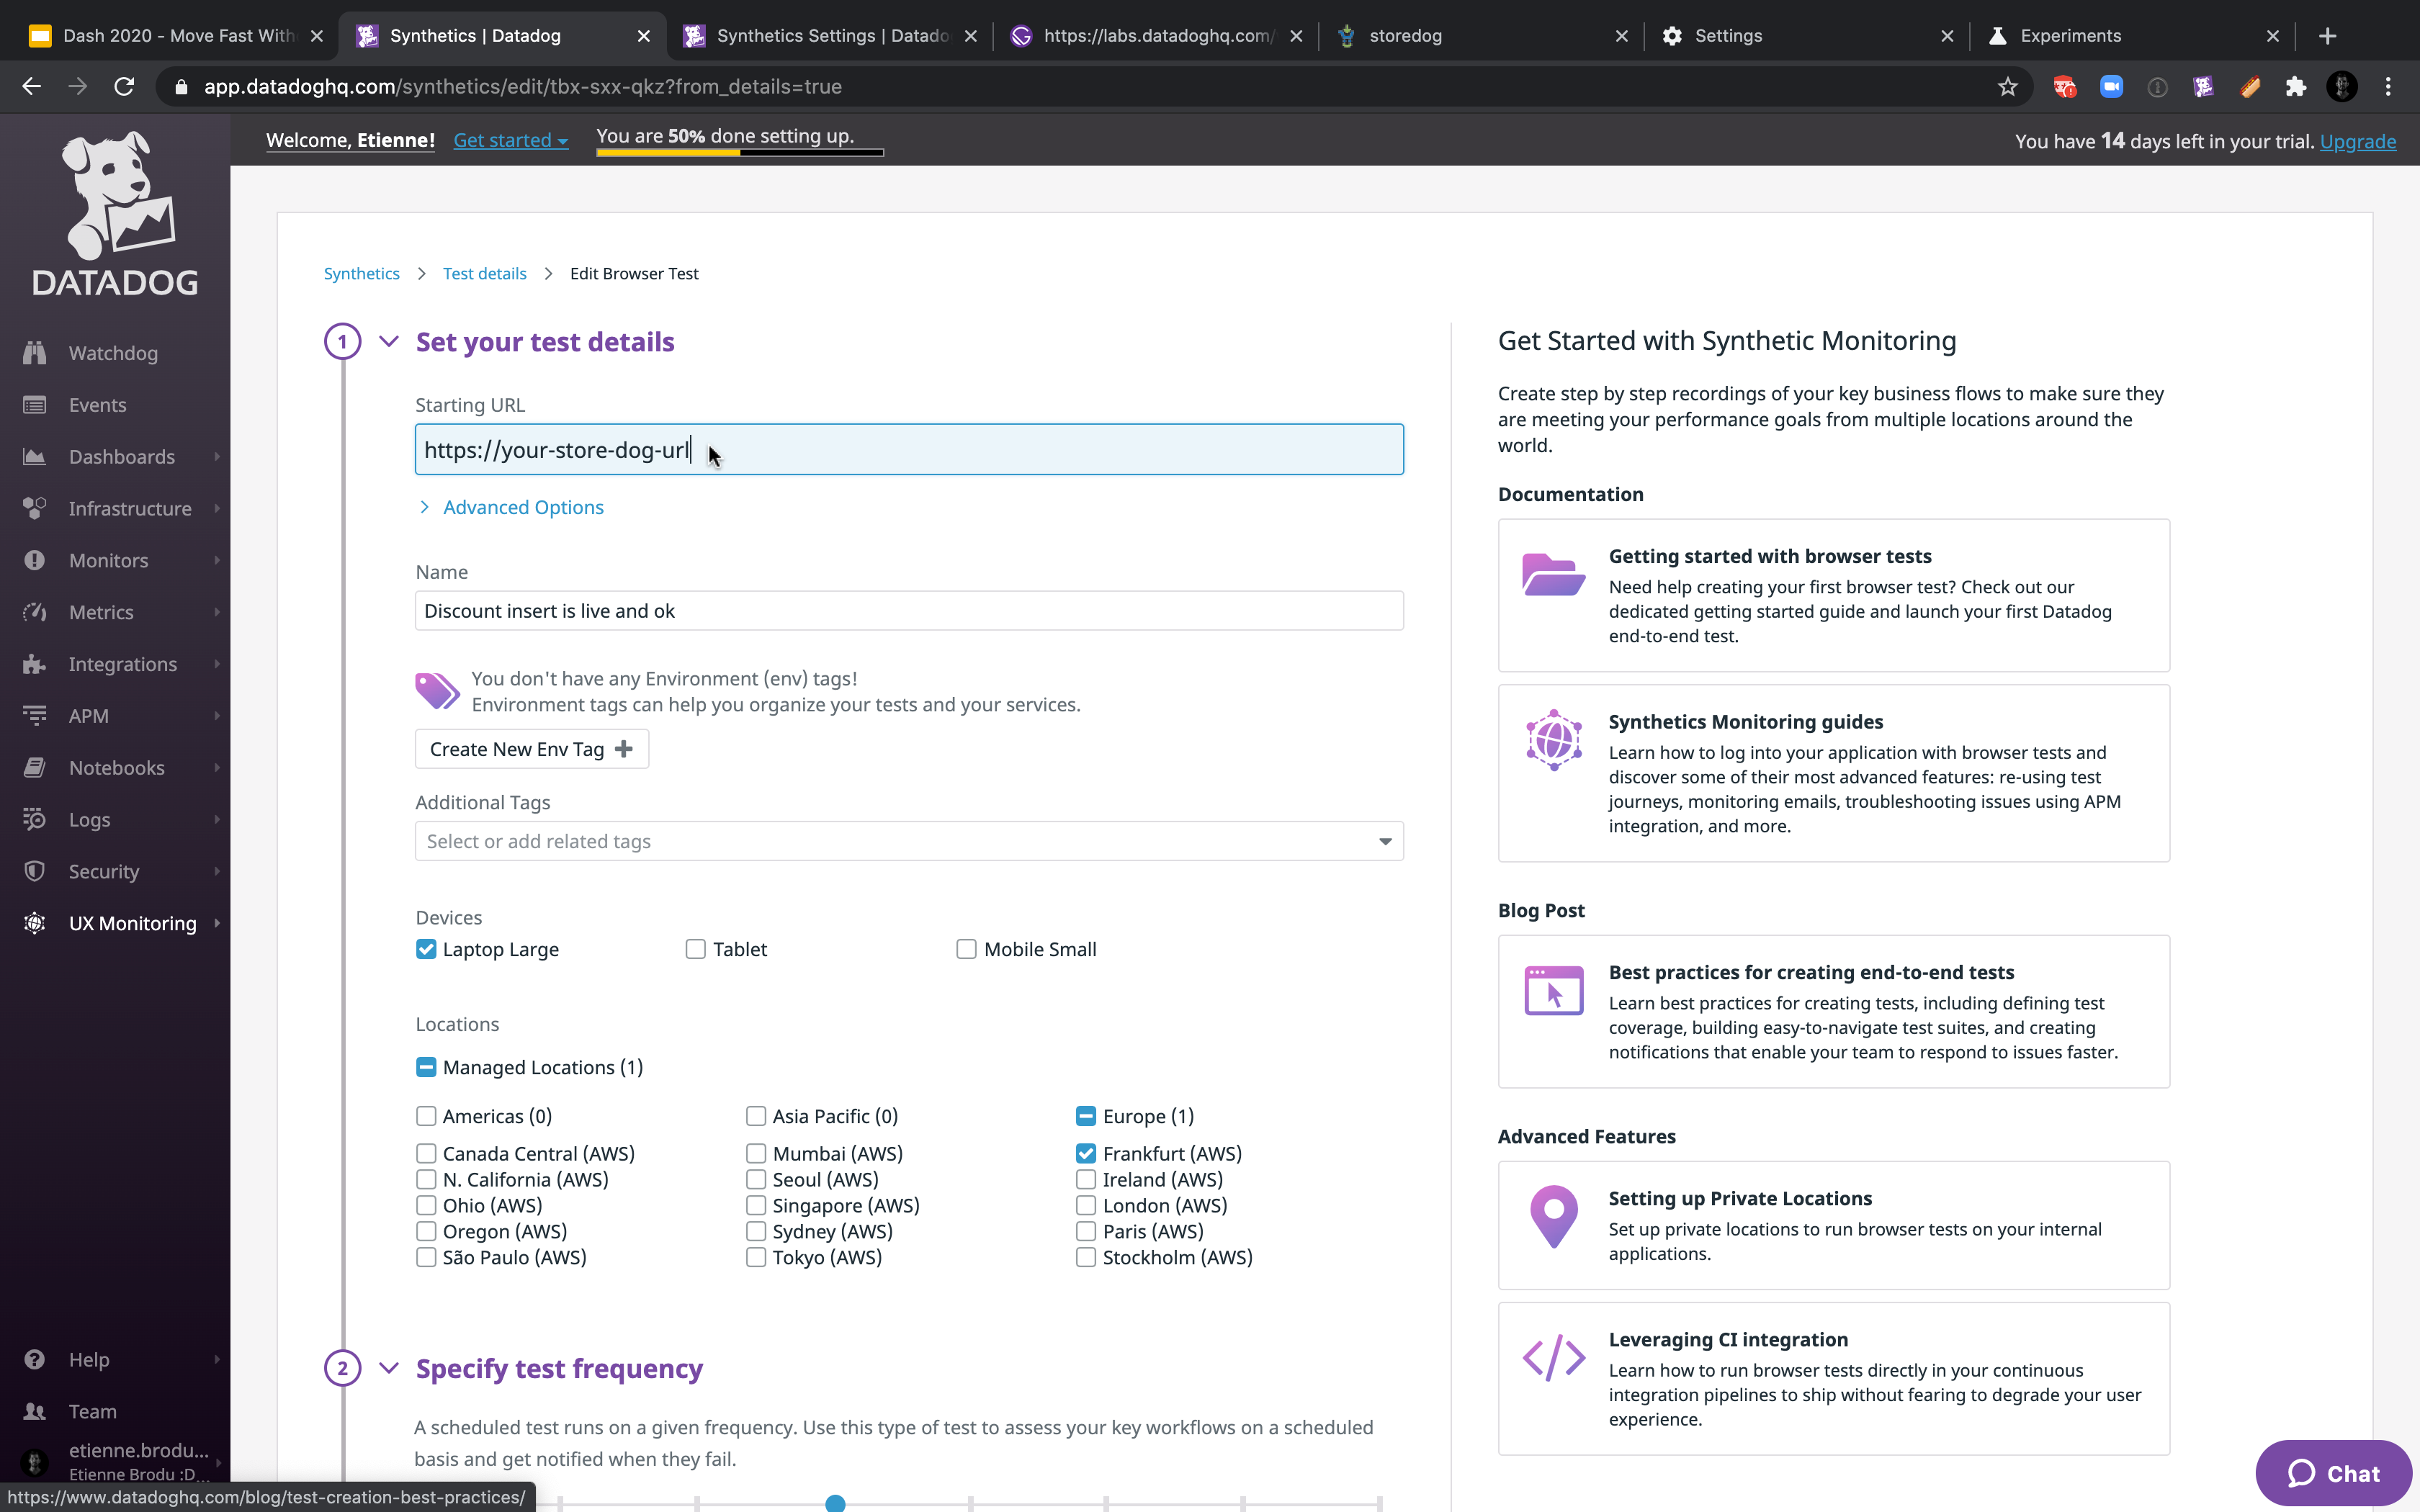 Dash 2020 - Move Fast With
Synthetics | Datadog
Synthetics Settings | Datado
https://labs.datadoghq.com/
storedog
Settings
Experiments
app.datadoghq.com/synthetics/edit/tbx-sxx-qkz?from_details=true
DATADOG
Welcome, Etienne!
Get started
You are 50% done setting up.
You have 14 days left in your trial. Upgrade
Watchdog
Events
Dashboards
Infrastructure
Monitors
Metrics
Integrations
APM
Notebooks
Logs
Security
UX Monitoring
Help
Team
etienne.brodu...
Etienne Brodu :D...
Synthetics > Test details > Edit Browser Test
1 Set your test details
Starting URL
https://your-store-dog-url
Advanced Options
Name
Discount insert is live and ok
You don't have any Environment (env) tags!
Environment tags can help you organize your tests and your services.
Create New Env Tag +
Additional Tags
Select or add related tags
Devices
Laptop Large
Tablet
Mobile Small
Locations
Managed Locations (1)
Americas (0)
Canada Central (AWS)
N. California (AWS)
Ohio (AWS)
Oregon (AWS)
São Paulo (AWS)
Asia Pacific (0)
Mumbai (AWS)
Seoul (AWS)
Singapore (AWS)
Sydney (AWS)
Tokyo (AWS)
Europe (1)
Frankfurt (AWS)
Ireland (AWS)
London (AWS)
Paris (AWS)
Stockholm (AWS)
2 Specify test frequency
A scheduled test runs on a given frequency. Use this type of test to assess your key workflows on a scheduled
basis and get notified when they fail.
Get Started with Synthetic Monitoring
Create step by step recordings of your key business flows to make sure they
are meeting your performance goals from multiple locations around the
world.
Documentation
Getting started with browser tests
Need help creating your first browser test? Check out our
dedicated getting started guide and launch your first Datadog
end-to-end test.
Synthetics Monitoring guides
Learn how to log into your application with browser tests and
discover some of their most advanced features: re-using test
journeys, monitoring emails, troubleshooting issues using APM
integration, and more.
Blog Post
Best practices for creating end-to-end tests
Learn best practices for creating tests, including defining test
coverage, building easy-to-navigate test suites, and creating
notifications that enable your team to respond to issues faster.
Advanced Features
Setting up Private Locations
Set up private locations to run browser tests on your internal
applications.
Leveraging CI integration
Learn how to run browser tests directly in your continuous
integration pipelines to ship without fearing to degrade your user
experience.
Chat
https://www.datadoghq.com/blog/test-creation-best-practices/